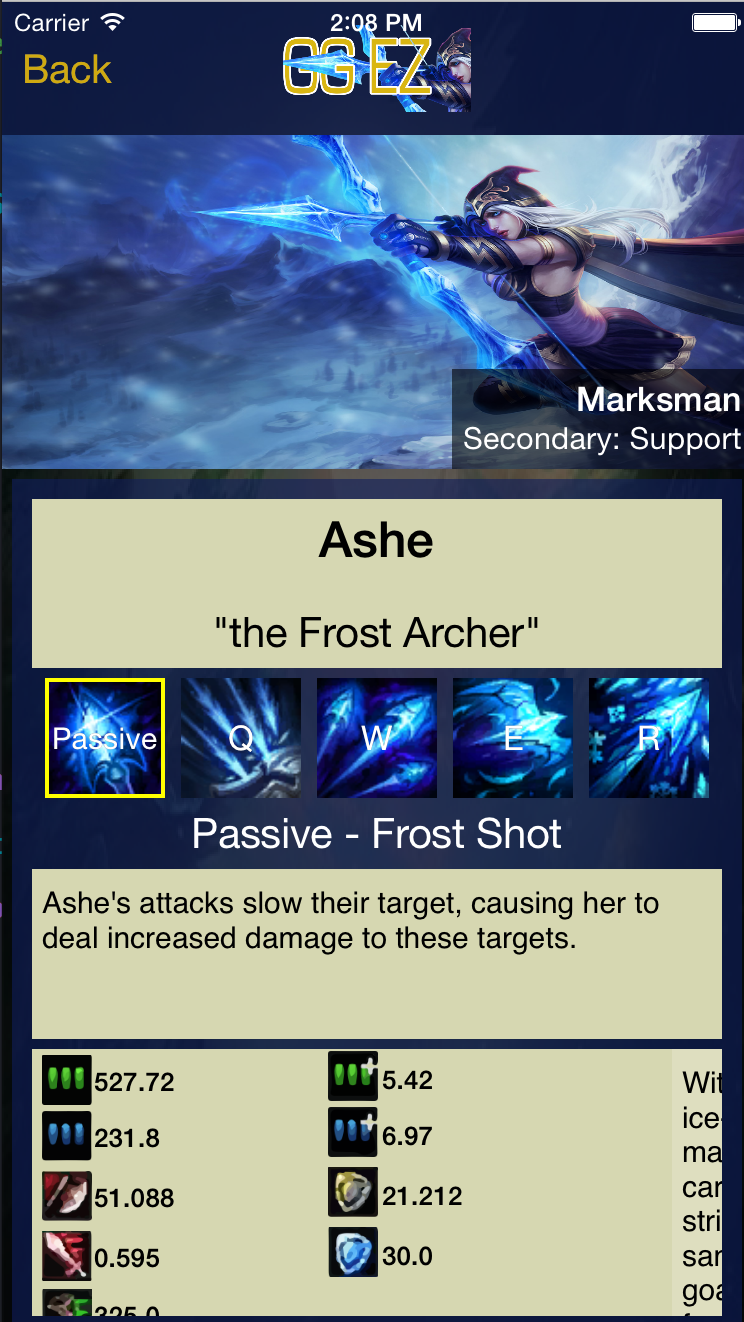 Carrier 2:08 PM
Back GG EZ
Marksman
Secondary: Support
Ashe
"the Frost Archer"
Passive Q W E R
Passive - Frost Shot
Ashe's attacks slow their target, causing her to
deal increased damage to these targets.
527.72 5.42
231.8 6.97
51.088 21.212
0.595 30.0
325.0